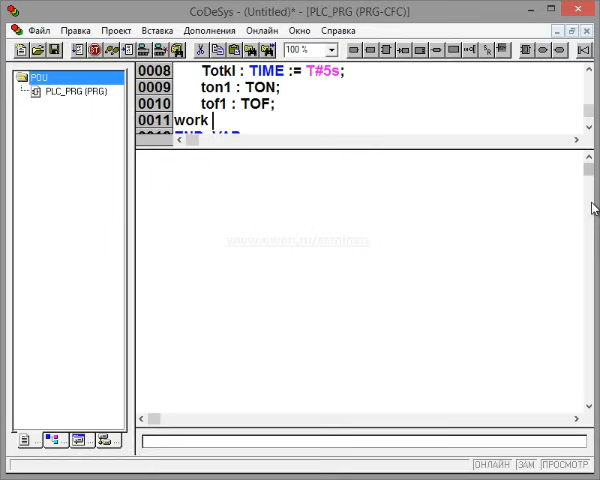 CoDeSys - (Untitled)* - [PLC_PRG (PRG-CFC)]
Файл Правка Проект Вставка Дополнения Онлайн Окно Справка
100 %
POU
PLC_PRG (PRG)
0008 Totkl : TIME := T#5s;
0009 ton1 : TON;
0010 tof1 : TOF;
0011 work
ОНЛАЙН ЗАМ ПРОСМОТР